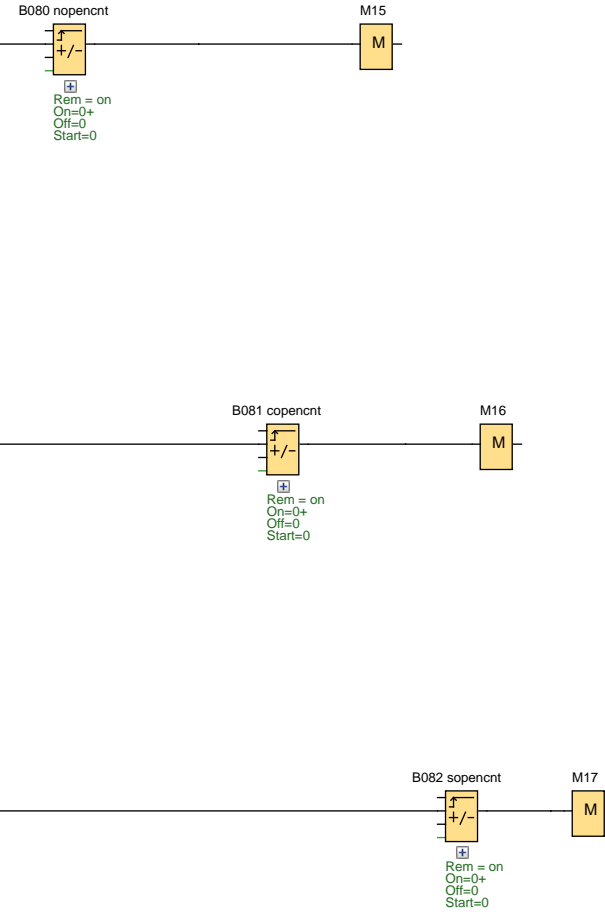 B080 nopencnt
M15
+/-
M
Rem = on
On=0+
Off=0
Start=0
B081 copencnt
M16
+/-
M
Rem = on
On=0+
Off=0
Start=0
B082 sopencnt
M17
+/-
M
Rem = on
On=0+
Off=0
Start=0